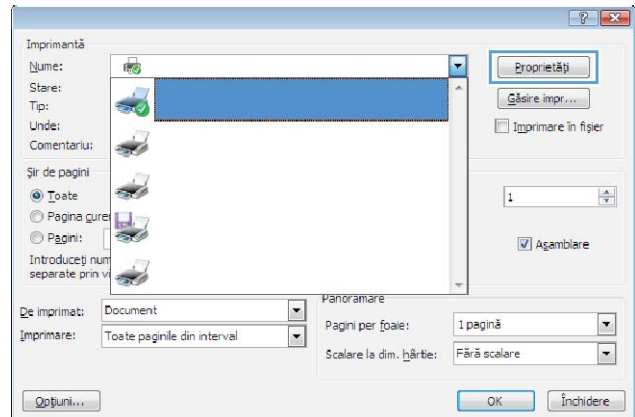 Imprimantă
Nume:
Proprietăți
Stare:
Găsire impr...
Tip:
Unde:
Imprimare în fișier
Comentariu:
Șir de pagini
Toate
1
Pagina
Pagini:
Asamblare
Introduceți
separate prin
Panoramare
De imprimat: Document
Pagini per foaie: 1 pagină
Imprimare: Toate paginile din interval
Scalare la dim. hârtie: Fără scalare
Opțiuni...
OK
Închidere